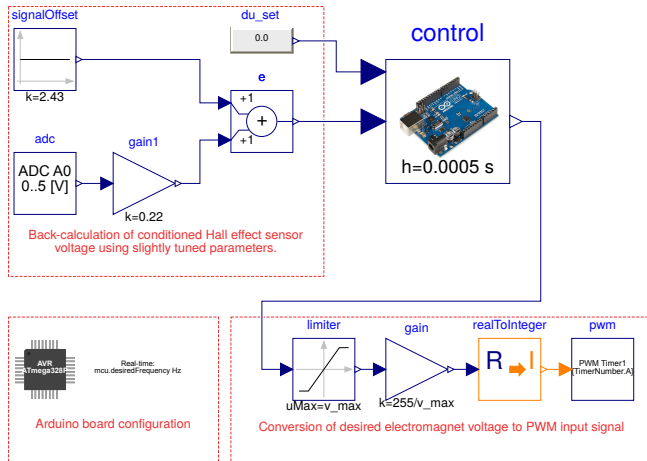 signalOffset
k=2.43
du_set
0.0
control
h=0.0005 s
e
+1
+
+1
adc
ADC A0
0..5 [V]
gain1
k=0.22
Back-calculation of conditioned Hall effect sensor
voltage using slightly tuned parameters.
AVR
ATmega328P
Real-time:
mcu.desiredFrequency Hz
Arduino board configuration
limiter
uMax=v_max
gain
k=255/v_max
realToInteger
R
I
pwm
PWM Timer1
[TimerNumber.A]
Conversion of desired electromagnet voltage to PWM input signal